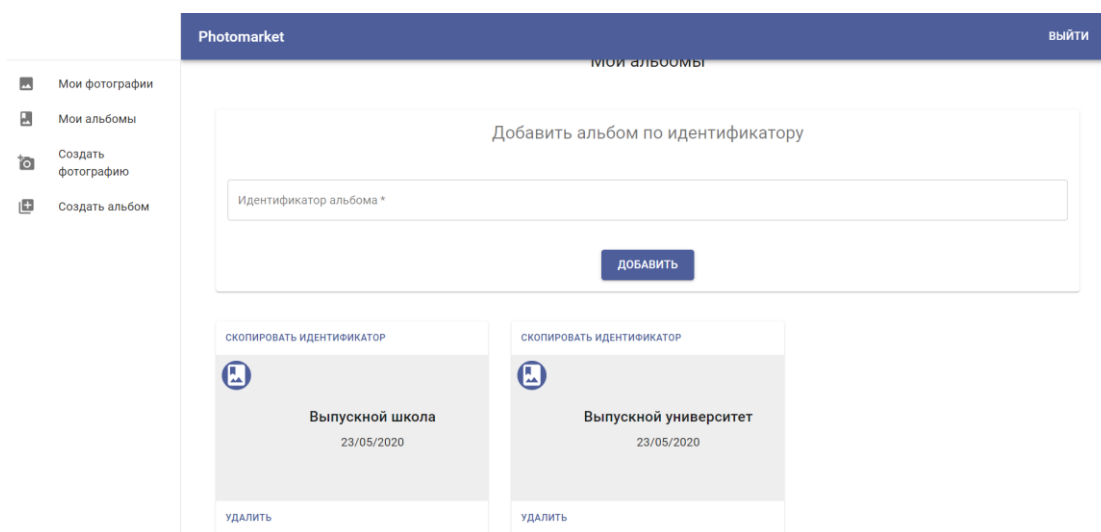 Photomarket
ВЫЙТИ
Мои альбомы
Мои фотографии
Мои альбомы
Создать
фотографию
Создать альбом
Добавить альбом по идентификатору
Идентификатор альбома *
ДОБАВИТЬ
СКОПИРОВАТЬ ИДЕНТИФИКАТОР
Выпускной школа
23/05/2020
УДАЛИТЬ
СКОПИРОВАТЬ ИДЕНТИФИКАТОР
Выпускной университет
23/05/2020
УДАЛИТЬ